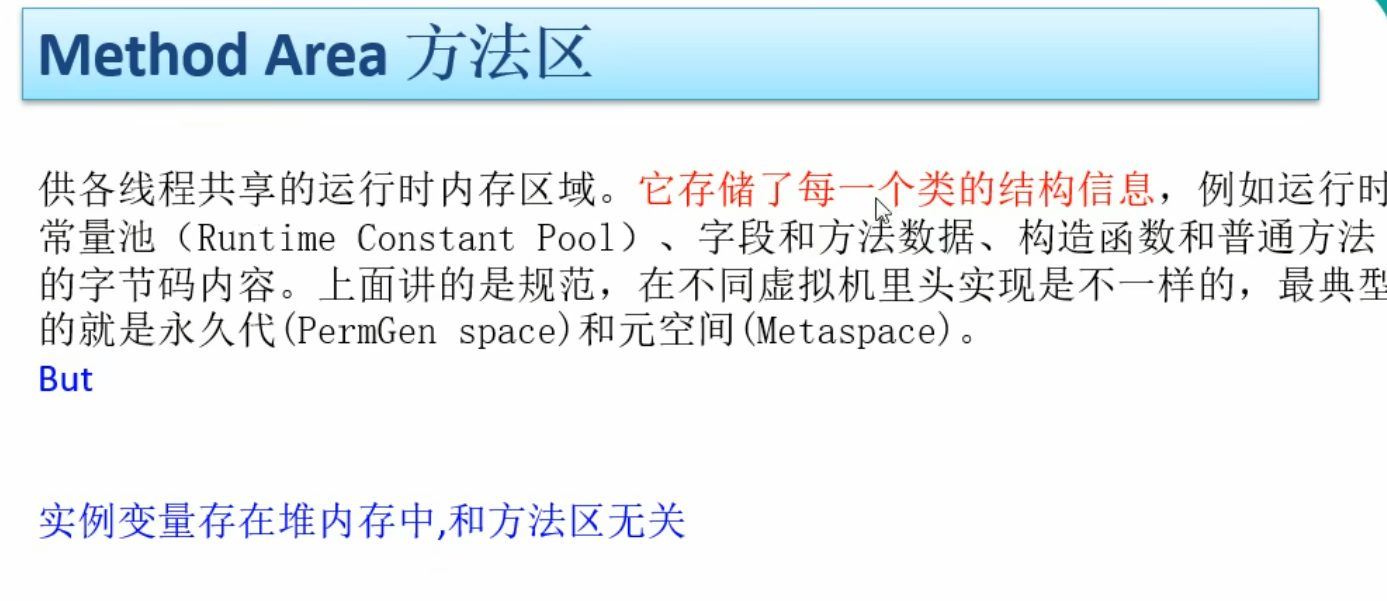 Method Area 方法区
供各线程共享的运行时内存区域。它存储了每一个类的结构信息，例如运行时
常量池（Runtime Constant Pool）、字段和方法数据、构造函数和普通方法
的字节码内容。上面讲的是规范，在不同虚拟机里头实现是不一样的，最典型
的就是永久代(PermGen space)和元空间(Metaspace)。
But
实例变量存在堆内存中,和方法区无关